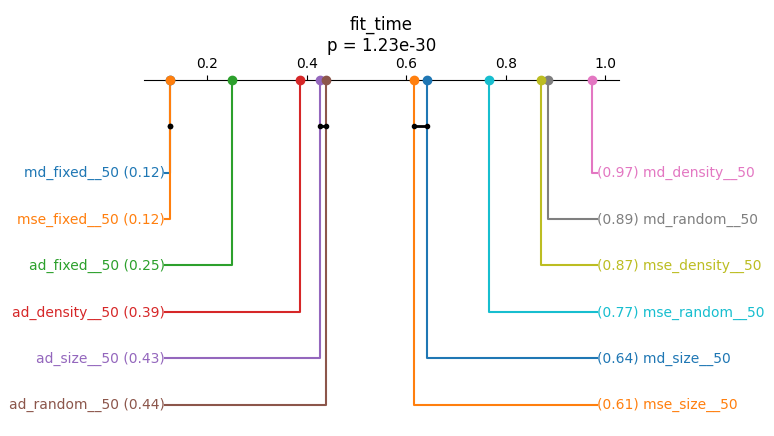 fit_time
p = 1.23e-30
0.2 0.4 0.6 0.8 1.0
md_fixed__50 (0.12) (0.97) md_density__50
mse_fixed__50 (0.12) (0.89) md_random__50
ad_fixed__50 (0.25) (0.87) mse_density__50
ad_density__50 (0.39) (0.77) mse_random__50
ad_size__50 (0.43) (0.64) md_size__50
ad_random__50 (0.44) (0.61) mse_size__50